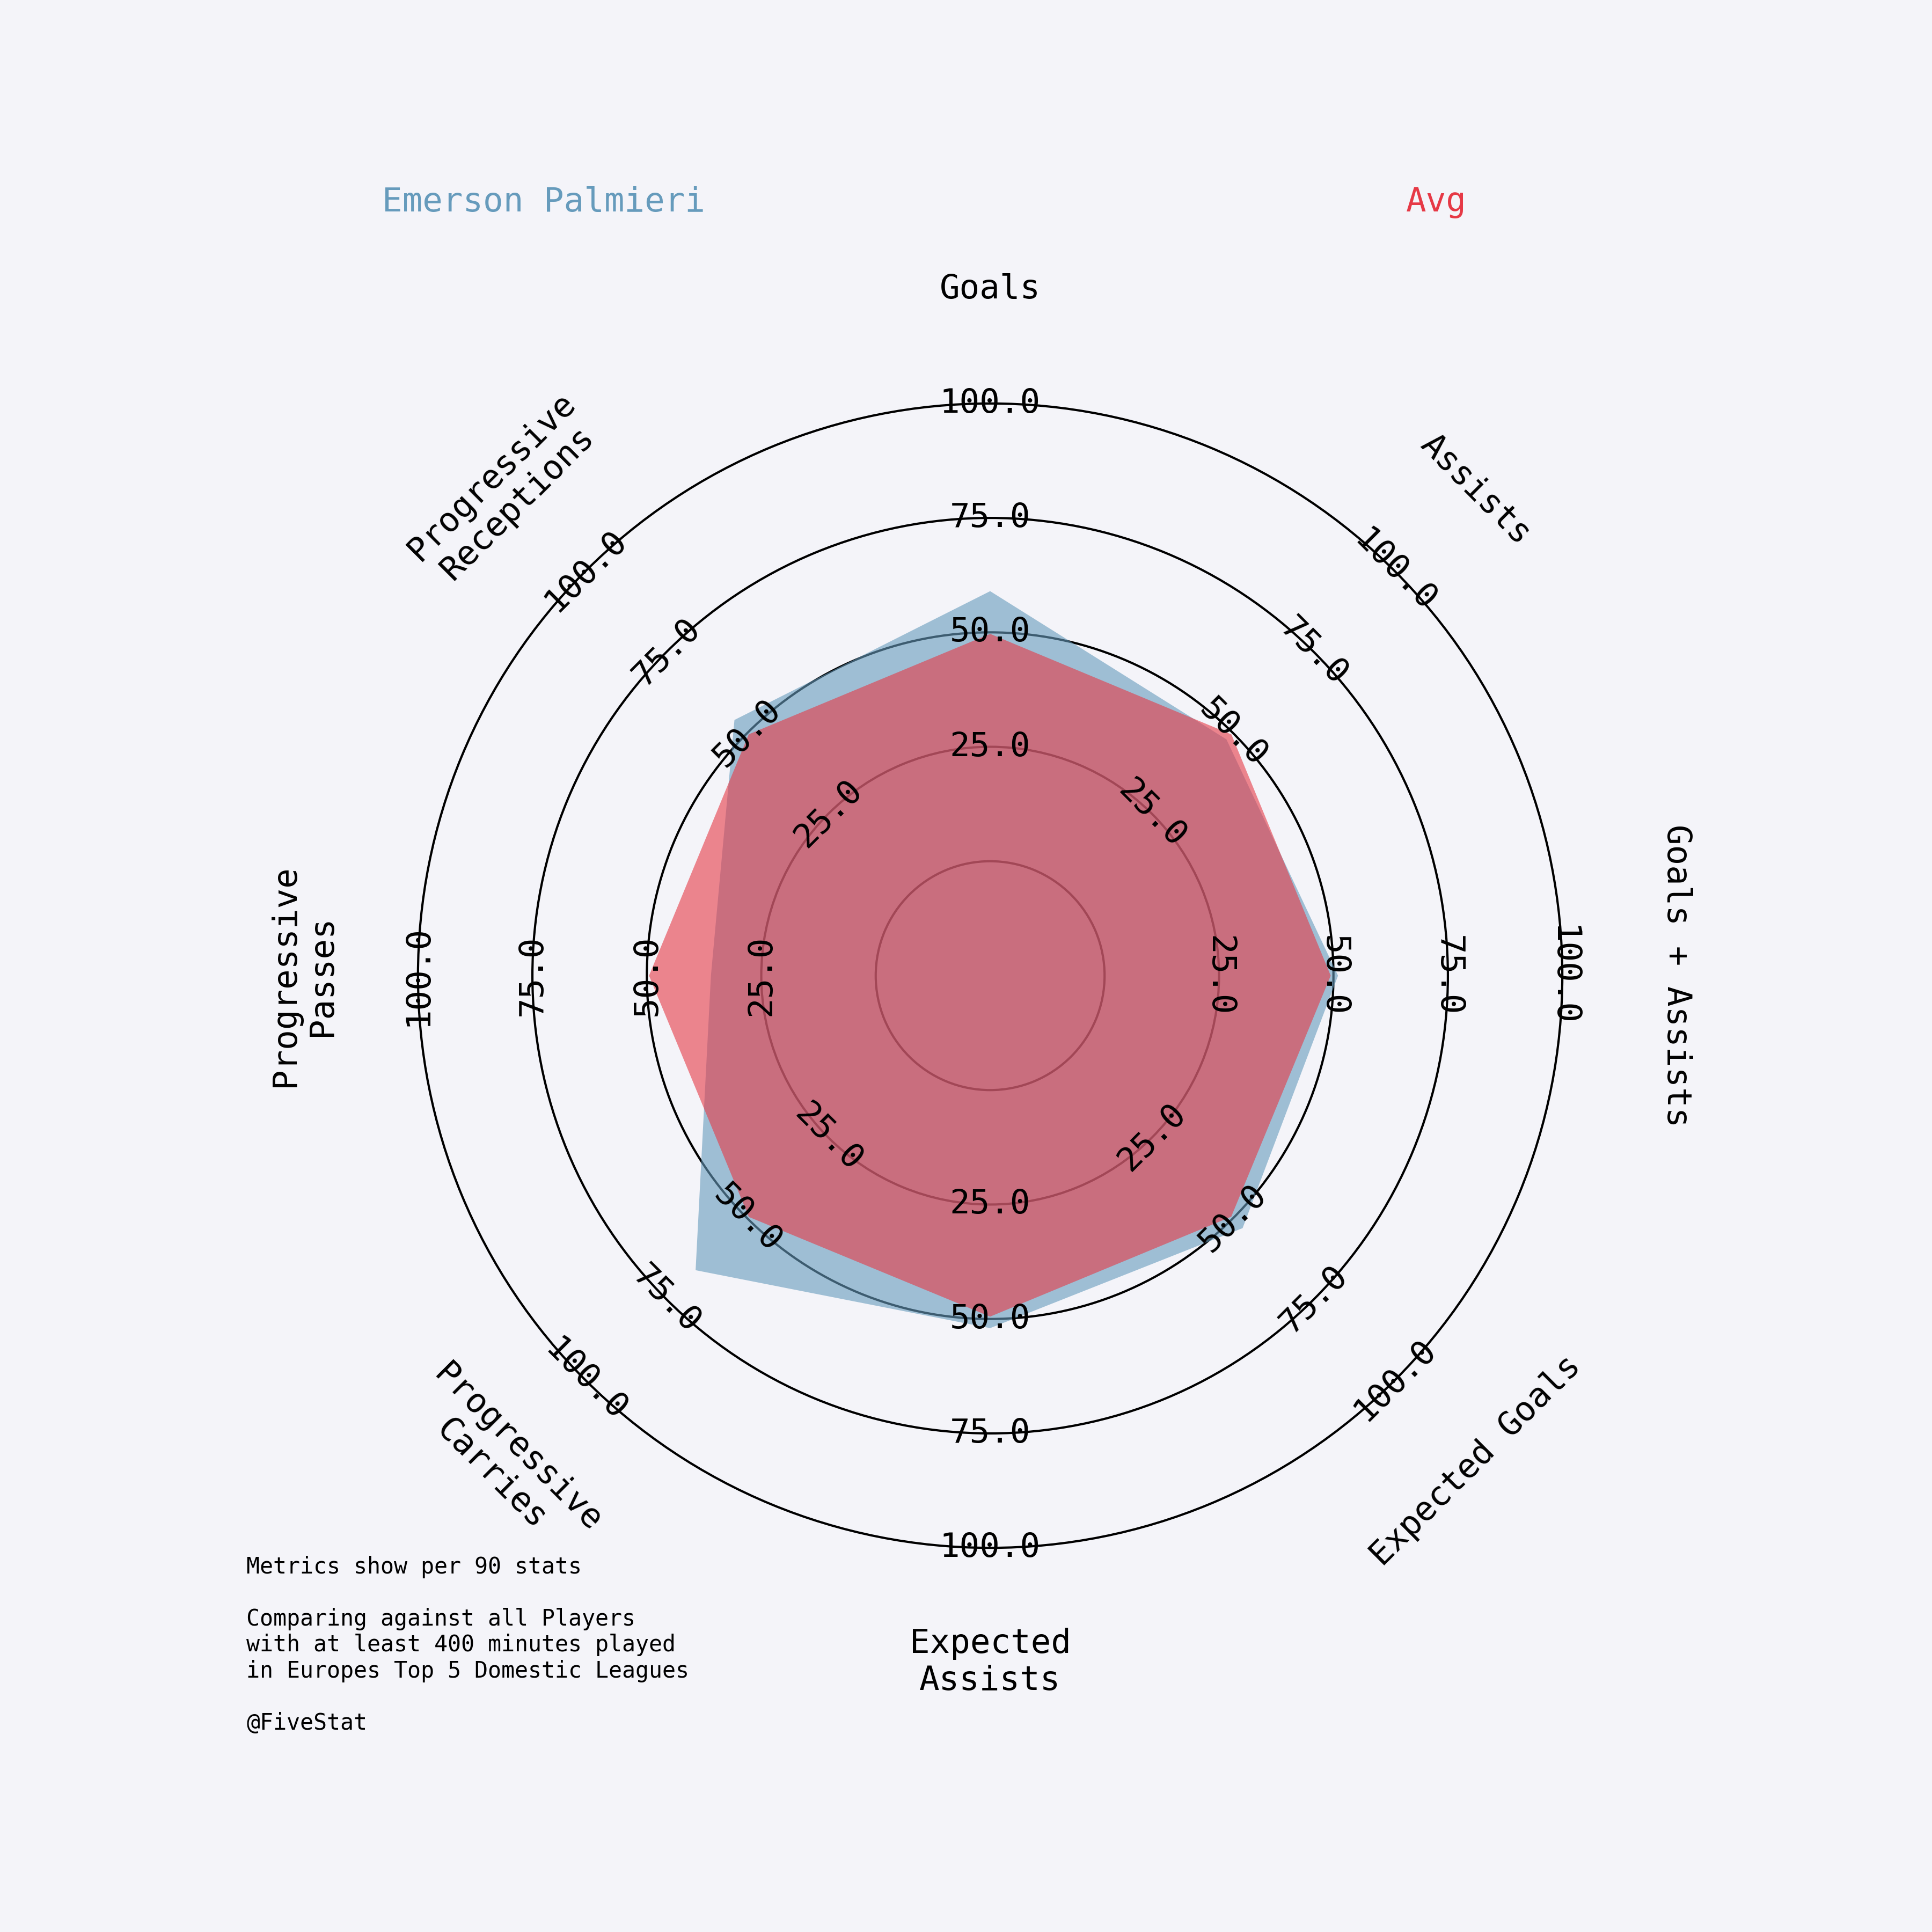 Emerson Palmieri
Avg
Goals
Assists
Goals + Assists
Expected Goals
Expected
Assists
Progressive
Carries
Progressive
Passes
Progressive
Receptions
25.0
50.0
75.0
100.0
25.0
50.0
75.0
100.0
25.0
50.0
75.0
100.0
25.0
50.0
75.0
100.0
25.0
50.0
75.0
100.0
25.0
50.0
75.0
100.0
25.0
50.0
75.0
100.0
25.0
50.0
75.0
100.0
Metrics show per 90 stats
Comparing against all Players
with at least 400 minutes played
in Europes Top 5 Domestic Leagues
@FiveStat